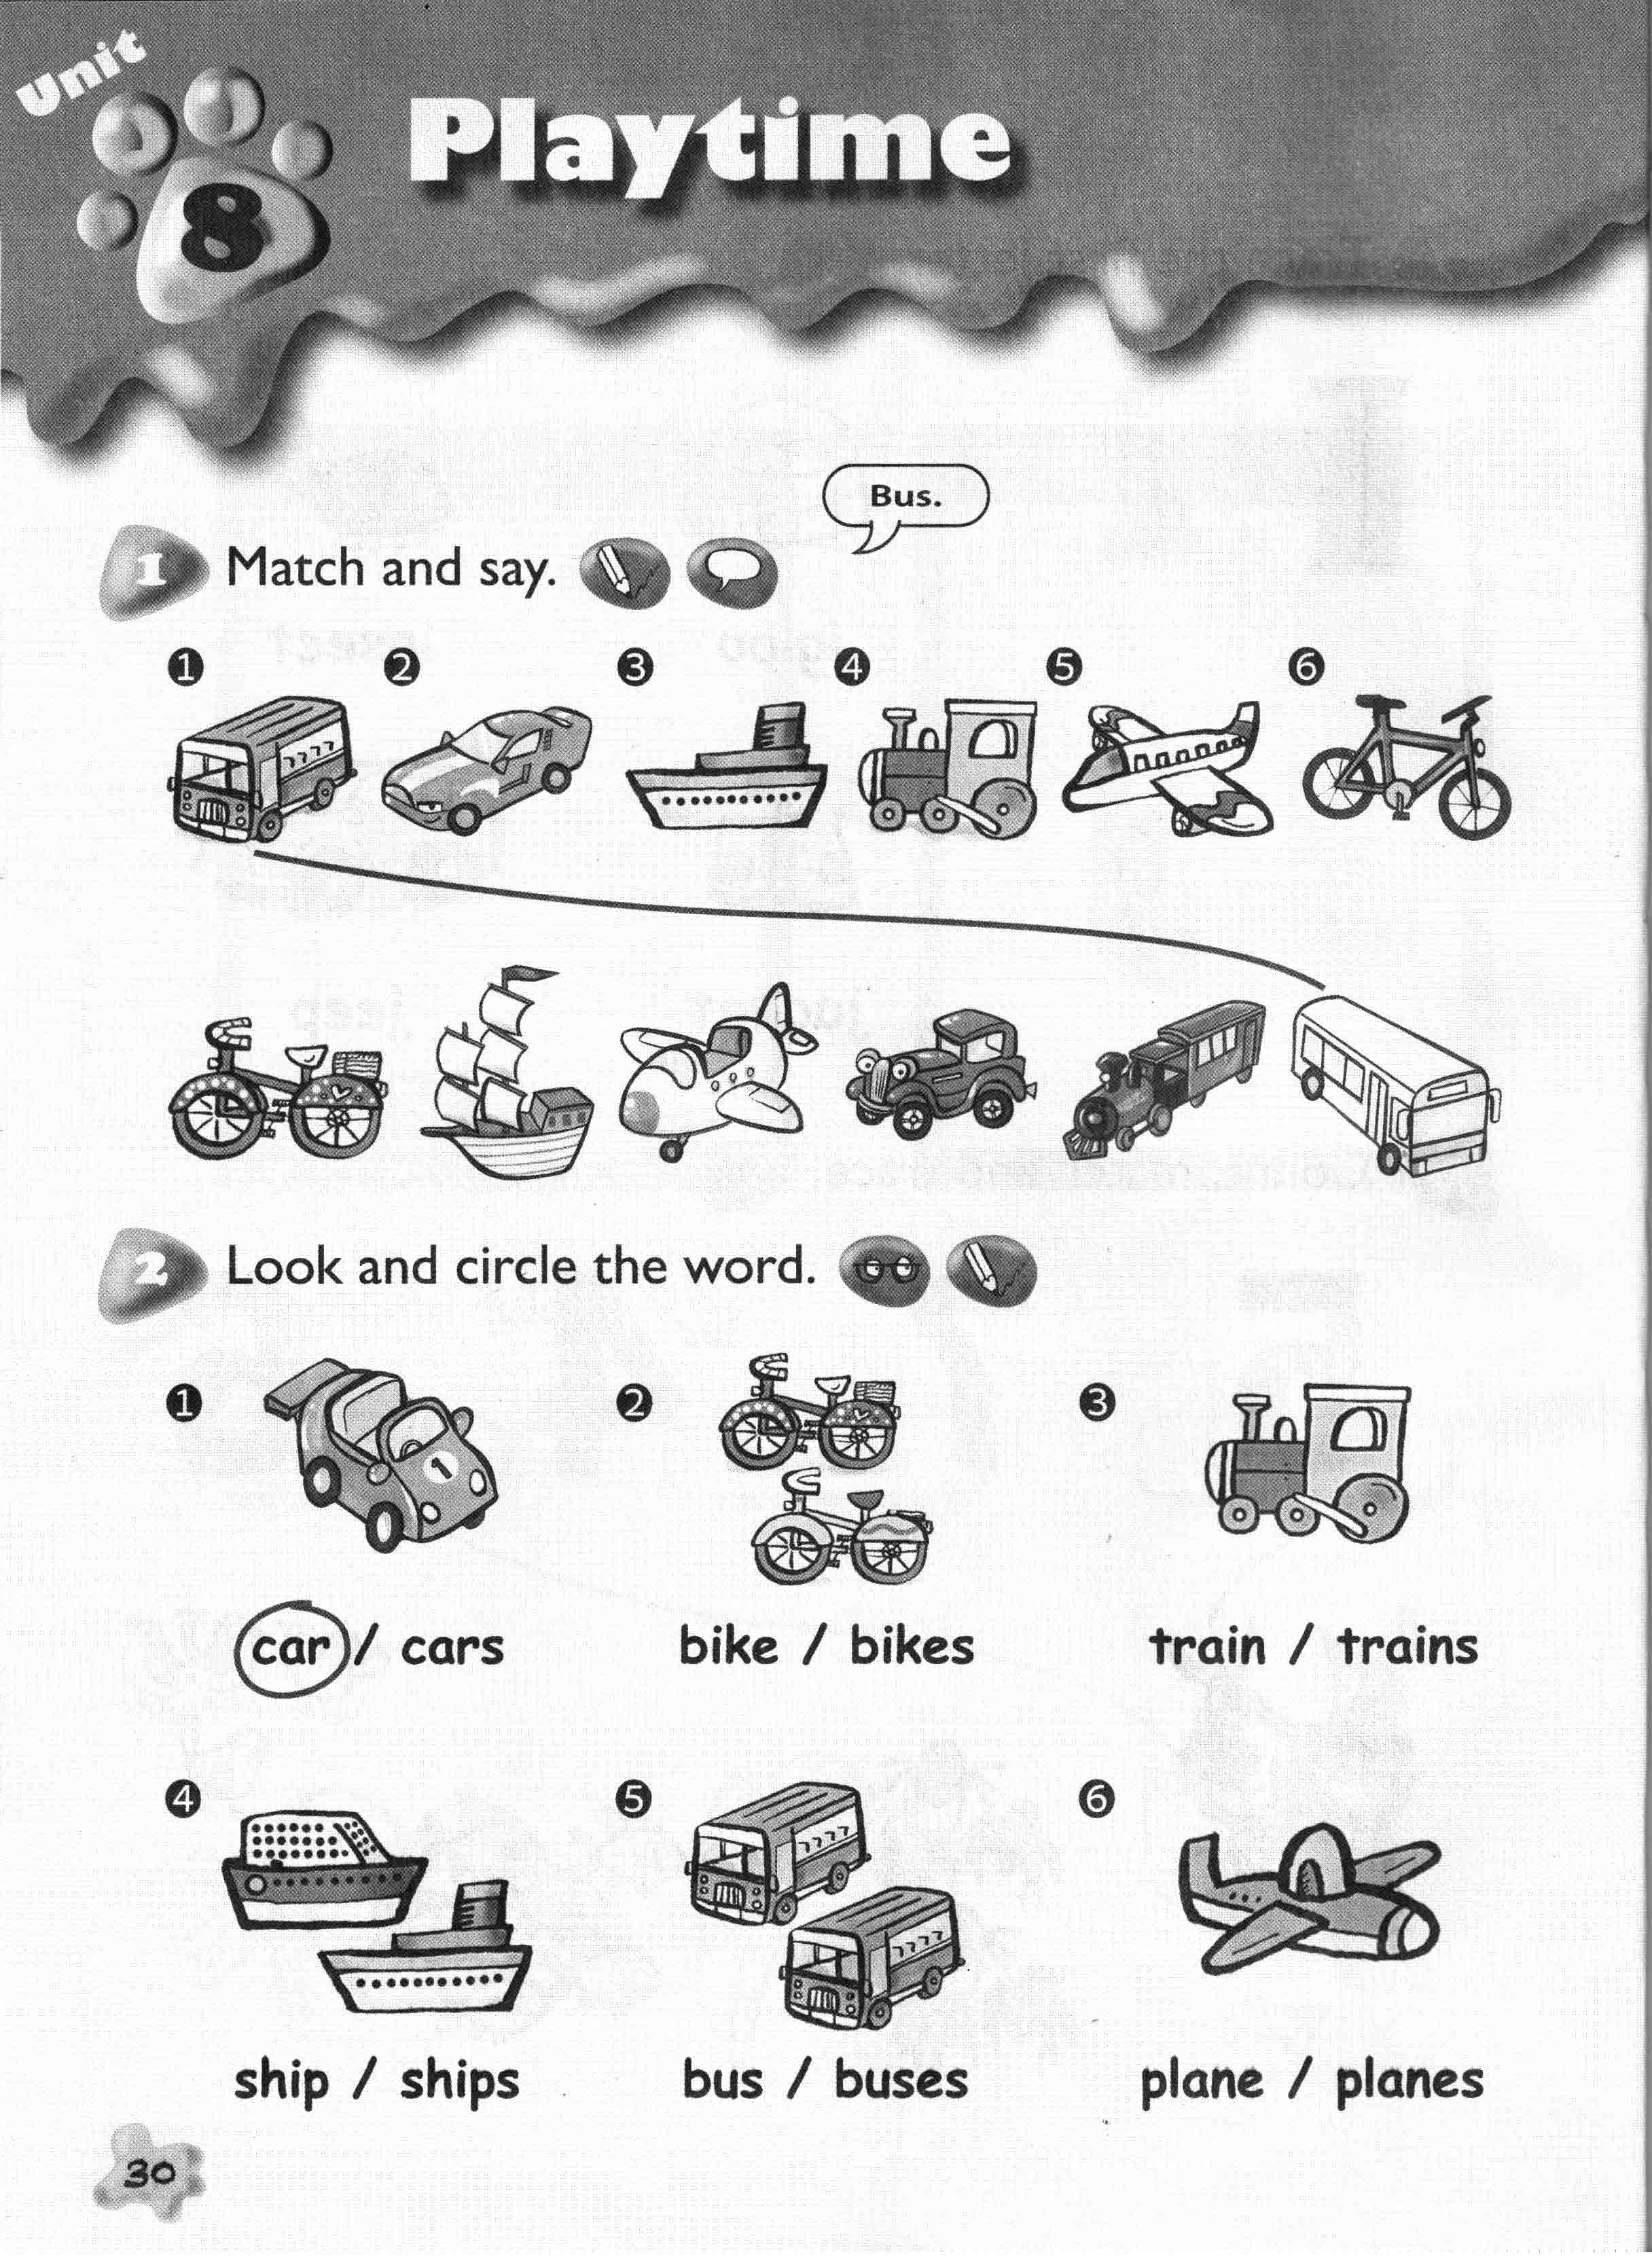 Unit
8
Playtime
Bus.
1 Match and say.
1 2 3 4 5 6
2 Look and circle the word.
1 2 3
1
car / cars bike / bikes train / trains
4 5 6
ship / ships bus / buses plane / planes
30